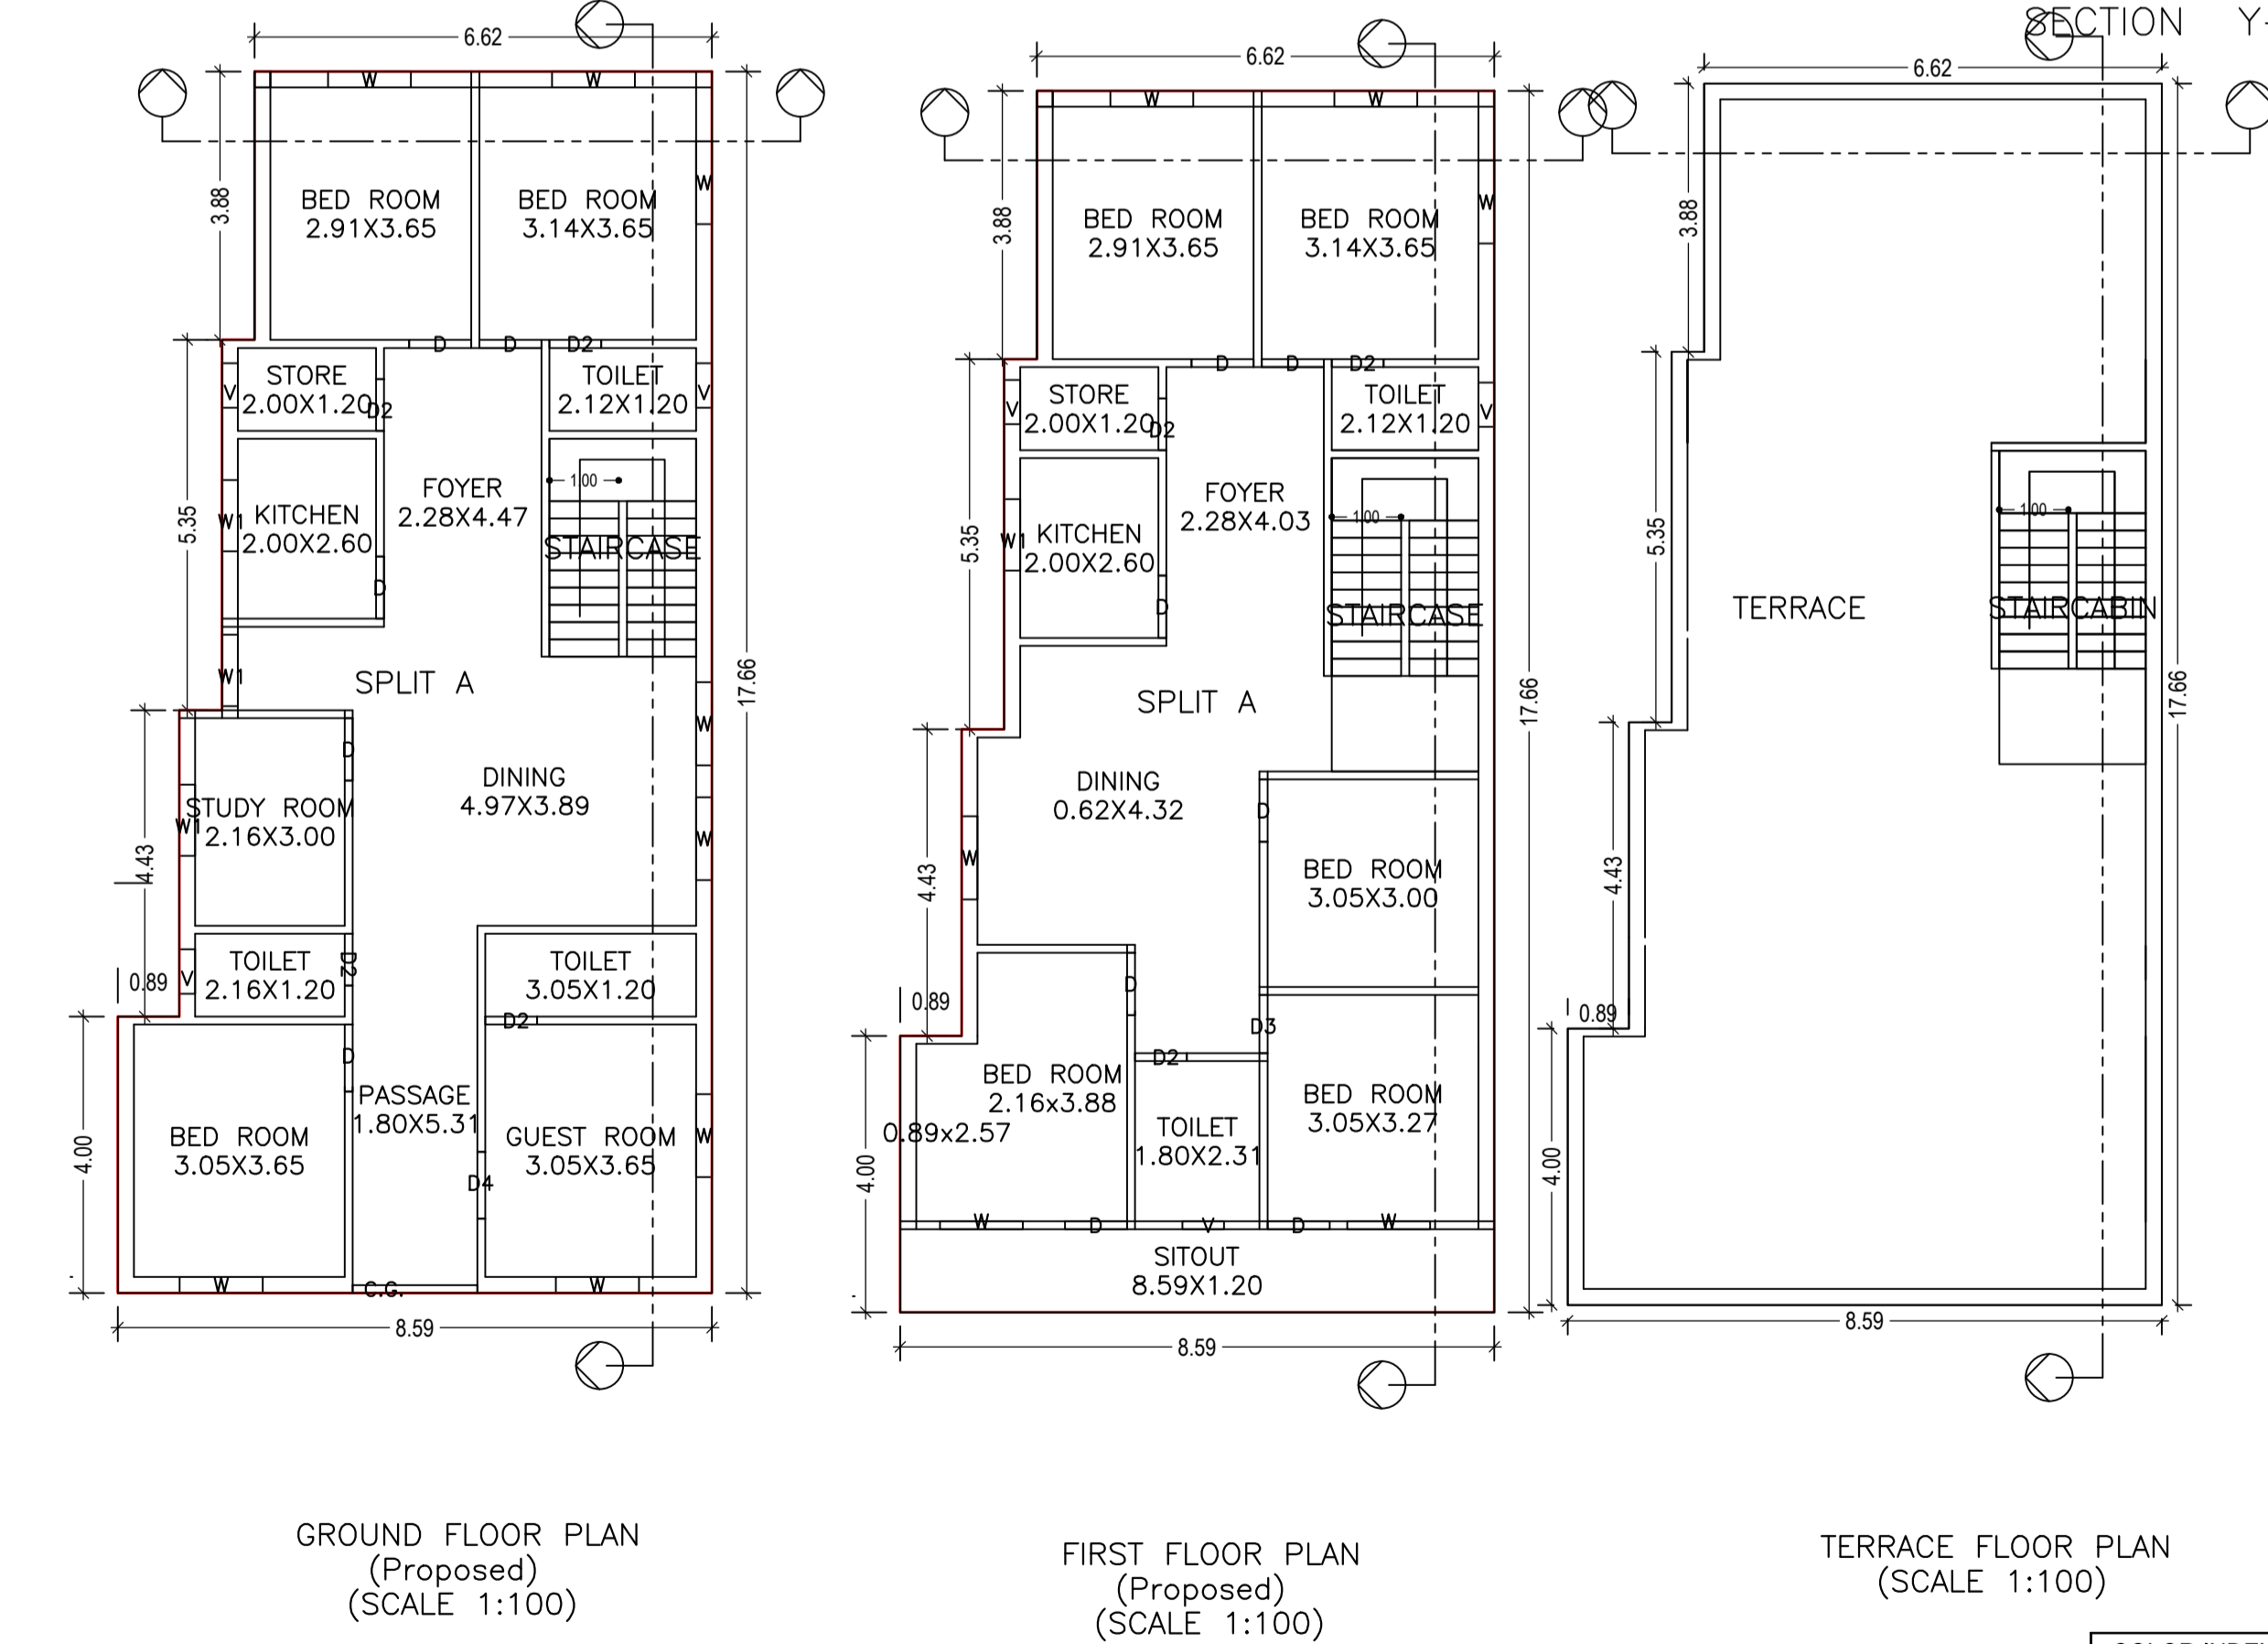 SECTION Y-
6.62
W
W
3.88
BED ROOM
2.91X3.65
BED ROOM
3.14X3.65
W
D
D
D2
STORE
2.00X1.20
D2
V
TOILET
2.12X1.20
V
5.35
W1
KITCHEN
2.00X2.60
D
FOYER
2.28X4.47
1.00
STAIRCASE
W1
SPLIT A
17.66
W
D
STUDY ROOM
2.16X3.00
W1
DINING
4.97X3.89
W
4.43
0.89
V
TOILET
2.16X1.20
D2
TOILET
3.05X1.20
D2
D
PASSAGE
1.80X5.31
BED ROOM
3.05X3.65
GUEST ROOM
3.05X3.65
W
4.00
D4
W
C.G.
W
8.59
GROUND FLOOR PLAN
(Proposed)
(SCALE 1:100)
6.62
W
W
3.88
BED ROOM
2.91X3.65
BED ROOM
3.14X3.65
W
D
D
D2
STORE
2.00X1.20
D2
V
TOILET
2.12X1.20
V
5.35
W1
KITCHEN
2.00X2.60
D
FOYER
2.28X4.03
1.00
STAIRCASE
SPLIT A
17.66
DINING
0.62X4.32
D
W
4.43
BED ROOM
3.05X3.00
0.89
D
D3
D2
BED ROOM
2.16x3.88
0.89x2.57
TOILET
1.80X2.31
BED ROOM
3.05X3.27
4.00
W
D
V
D
W
SITOUT
8.59X1.20
8.59
FIRST FLOOR PLAN
(Proposed)
(SCALE 1:100)
6.62
3.88
5.35
1.00
TERRACE
STAIRCABIN
17.66
4.43
0.89
4.00
8.59
TERRACE FLOOR PLAN
(SCALE 1:100)